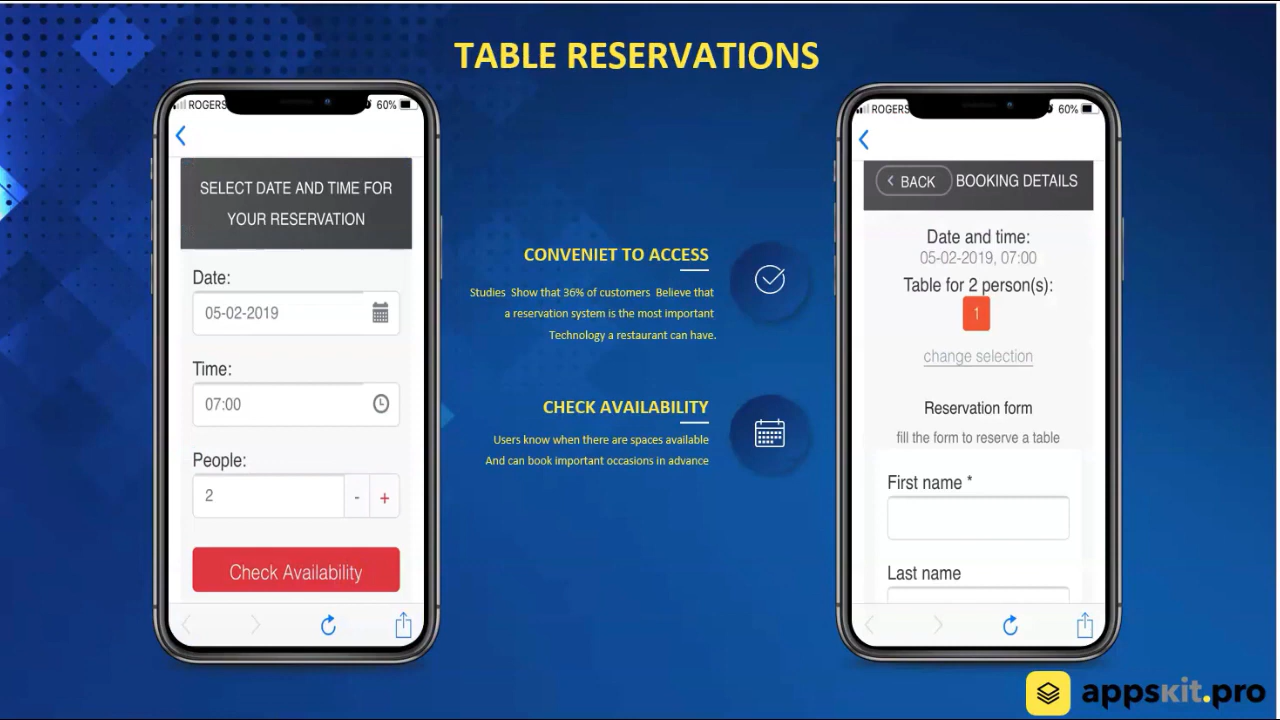 TABLE RESERVATIONS
ROGERS
60%
SELECT DATE AND TIME FOR
YOUR RESERVATION
Date:
05-02-2019
Time:
07:00
People:
2
-
+
Check Availability
CONVENIET TO ACCESS
Studies Show that 36% of customers Believe that
a reservation system is the most important
Technology a restaurant can have.
CHECK AVAILABILITY
Users know when there are spaces available
And can book important occasions in advance
ROGERS
60%
BACK
BOOKING DETAILS
Date and time:
05-02-2019, 07:00
Table for 2 person(s):
1
change selection
Reservation form
fill the form to reserve a table
First name *
Last name
appskit.pro